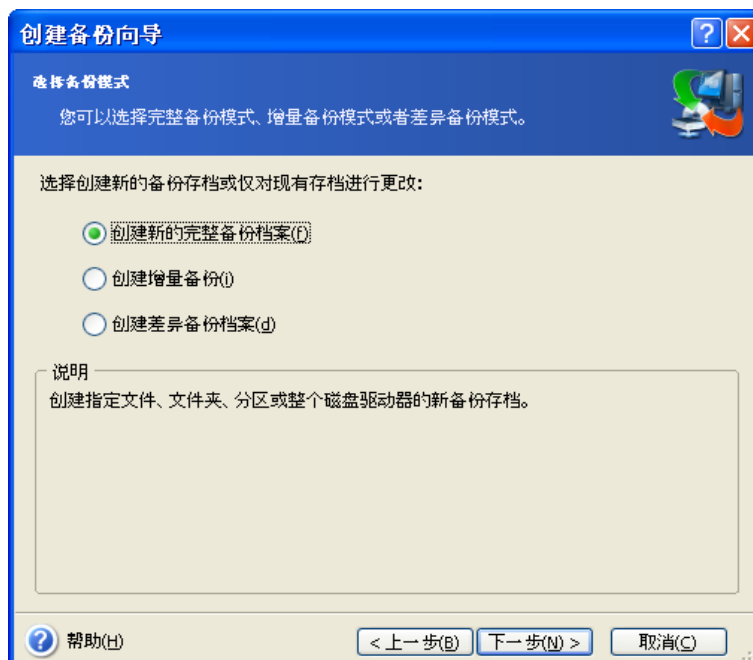 创建备份向导
选择备份模式
您可以选择完整备份模式、增量备份模式或者差异备份模式。
选择创建新的备份存档或仅对现有存档进行更改:
创建新的完整备份档案(f)
创建增量备份(i)
创建差异备份档案(d)
说明
创建指定文件、文件夹、分区或整个磁盘驱动器的新备份存档。
帮助(H)
< 上一步(B)
下一步(N) >
取消(C)